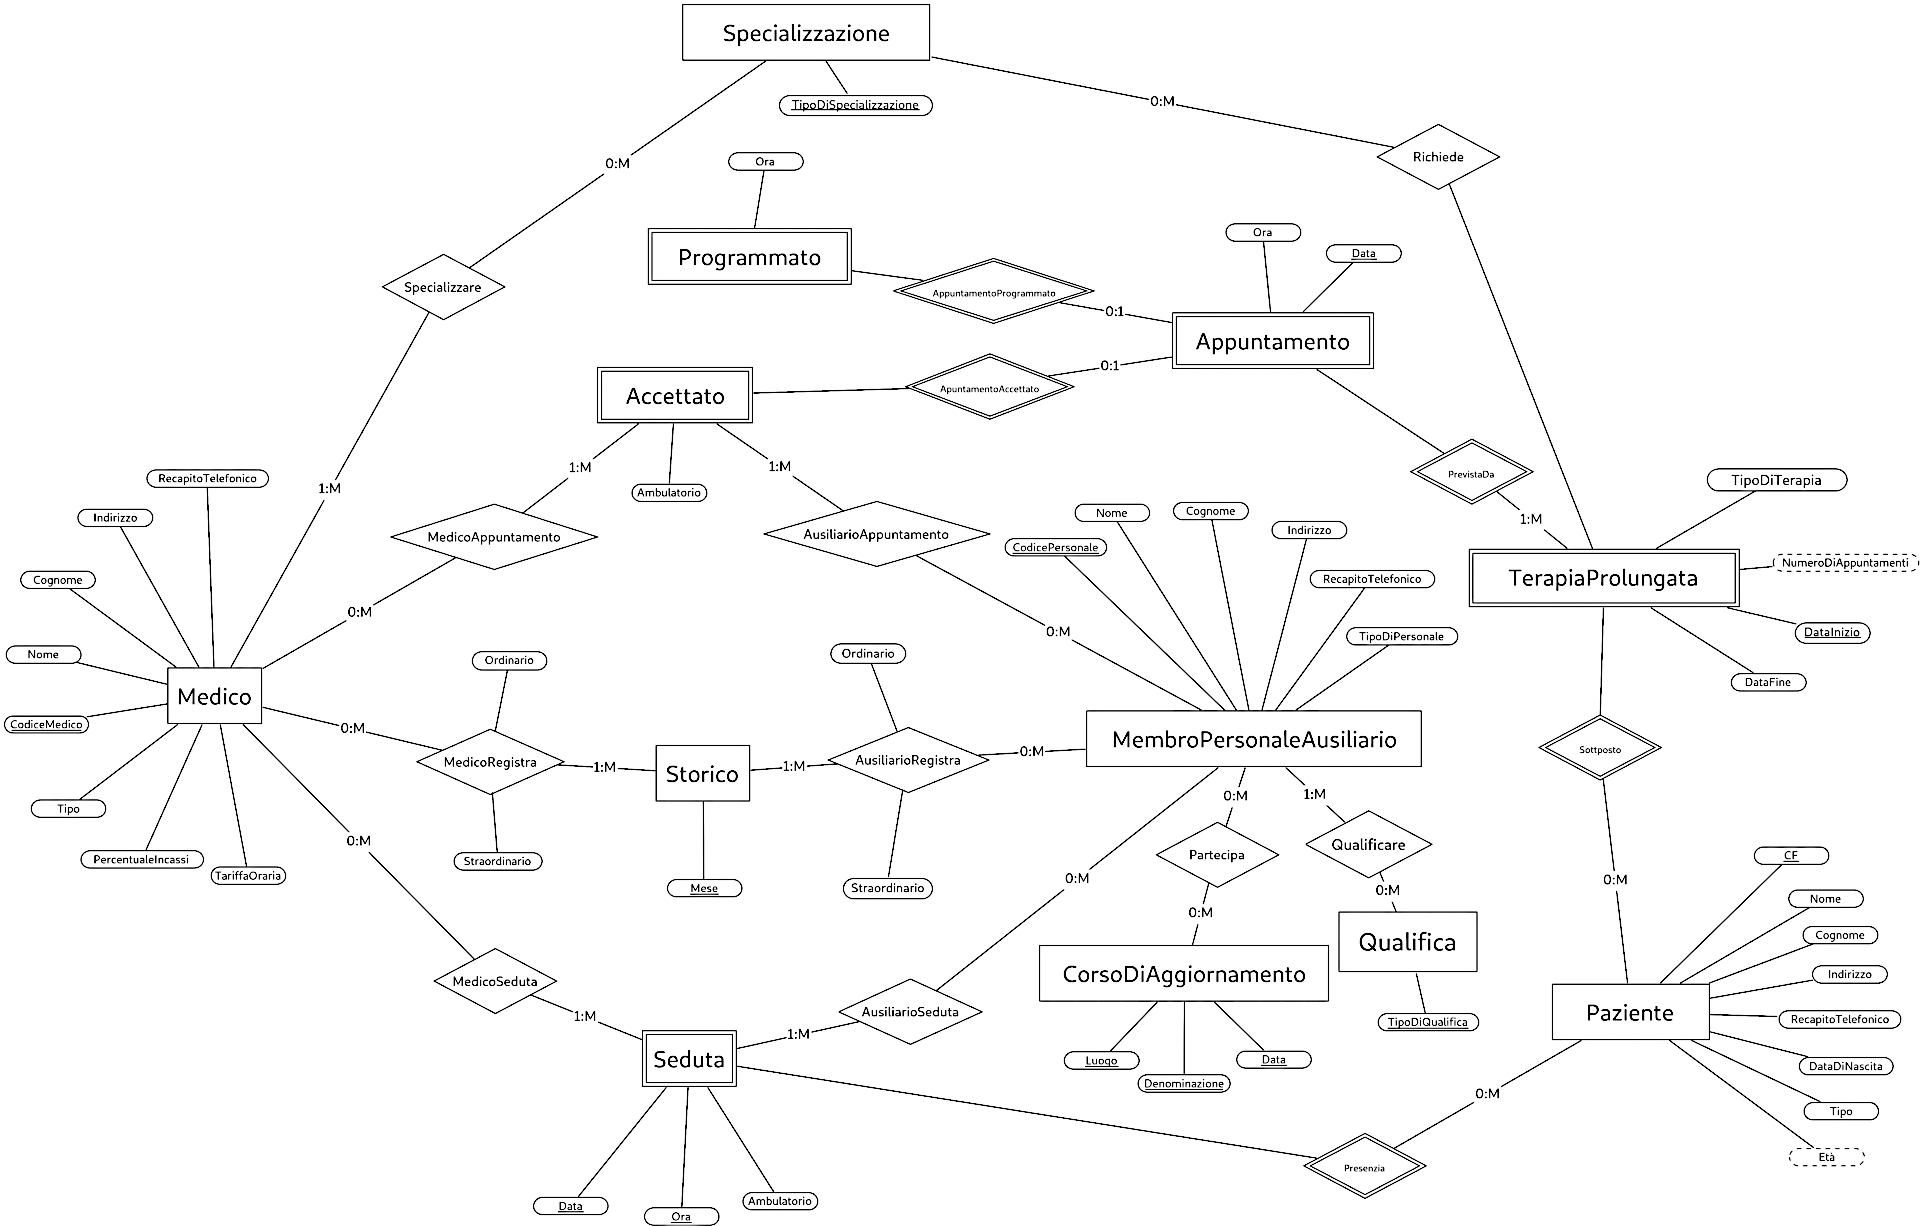 Specializzazione
TipoDiSpecializzazione
0:M
0:M
Richiede
Ora
Programmato
Ora
Data
Specializzare
AppuntamentoProgrammato
0:1
Appuntamento
0:1
ApuntamentoAccettato
Accettato
1:M
1:M
Ambulatorio
PrevistaDa
1:M
TipoDiTerapia
NumeroDiAppuntamenti
TerapiaProlungata
DataInizio
DataFine
RecapitoTelefonico
1:M
Indirizzo
Cognome
Nome
CodiceMedico
Tipo
PercentualeIncassi
TariffaOraria
Medico
MedicoAppuntamento
0:M
AusiliarioAppuntamento
0:M
Nome
Cognome
Indirizzo
CodicePersonale
RecapitoTelefonico
TipoDiPersonale
MembroPersonaleAusiliario
Ordinario
0:M
MedicoRegistra
1:M
Straordinario
Storico
Mese
Ordinario
1:M
AusiliarioRegistra
0:M
Straordinario
Sottposto
0:M
0:M
1:M
Partecipa
Qualificare
0:M
0:M
Qualifica
TipoDiQualifica
CorsoDiAggiornamento
Luogo
Denominazione
Data
0:M
MedicoSeduta
1:M
0:M
AusiliarioSeduta
1:M
Seduta
Data
Ora
Ambulatorio
CF
Nome
Cognome
Indirizzo
RecapitoTelefonico
DataDiNascita
Tipo
Età
Paziente
0:M
Presenzia